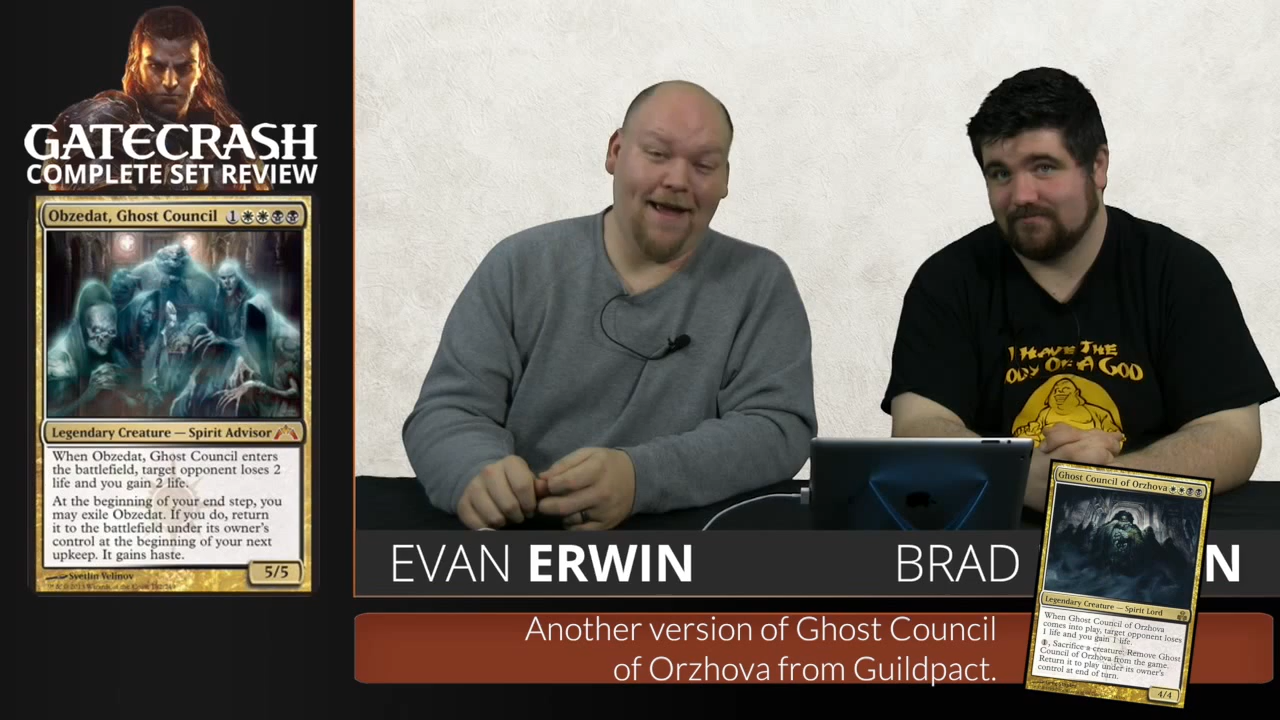 GATECRASH
COMPLETE SET REVIEW
Obzedat, Ghost Council 1
Legendary Creature — Spirit Advisor
When Obzedat, Ghost Council enters
the battlefield, target opponent loses 2
life and you gain 2 life.
At the beginning of your end step, you
may exile Obzedat. If you do, return
it to the battlefield under its owner's
control at the beginning of your next
upkeep. It gains haste.
Svetlin Velinov
5/5
I HAVE THE
BODY OF A GOD
EVAN ERWIN
BRAD
N
Another version of Ghost Council
of Orzhova from Guildpact.
Ghost Council of Orzhova
Legendary Creature — Spirit Lord
When Ghost Council of Orzhova
comes into play, target opponent loses
1 life and you gain 1 life.
1, Sacrifice a creature: Remove Ghost
Council of Orzhova from the game.
Return it to play under its owner's
control at end of turn.
4/4